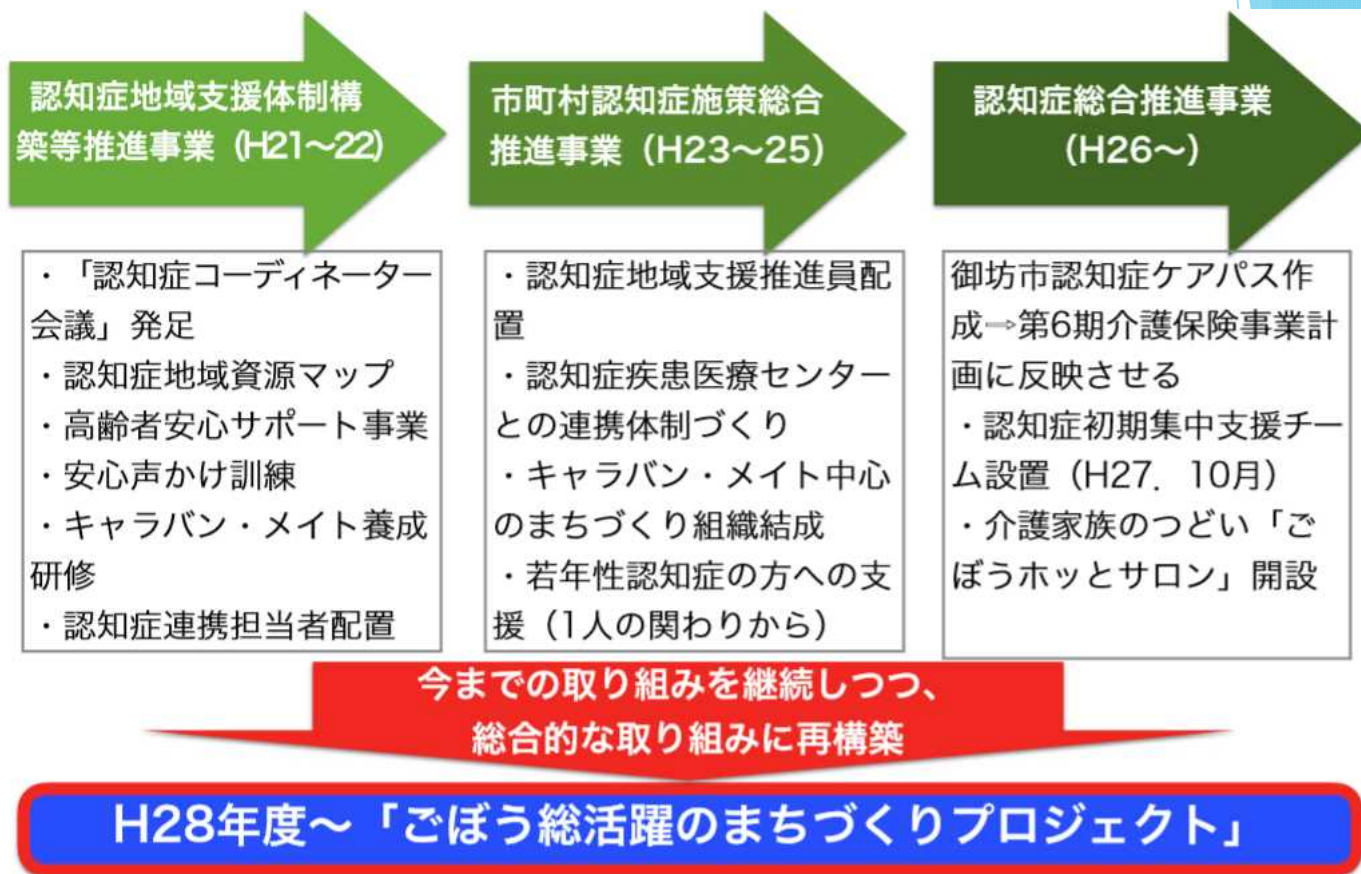 認知症地域支援体制構
築等推進事業（H21～22）
市町村認知症施策総合
推進事業（H23～25）
認知症総合推進事業
（H26～）
・「認知症コーディネーター
会議」発足
・認知症地域資源マップ
・高齢者安心サポート事業
・安心声かけ訓練
・キャラバン・メイト養成
研修
・認知症連携担当者配置
・認知症地域支援推進員配
置
・認知症疾患医療センター
との連携体制づくり
・キャラバン・メイト中心
のまちづくり組織結成
・若年性認知症の方への支
援（1人の関わりから）
御坊市認知症ケアパス作
成⇒第6期介護保険事業計
画に反映させる
・認知症初期集中支援チー
ム設置（H27．10月）
・介護家族のつどい「ご
ぼうホッとサロン」開設
今までの取り組みを継続しつつ、
総合的な取り組みに再構築
H28年度～「ごぼう総活躍のまちづくりプロジェクト」